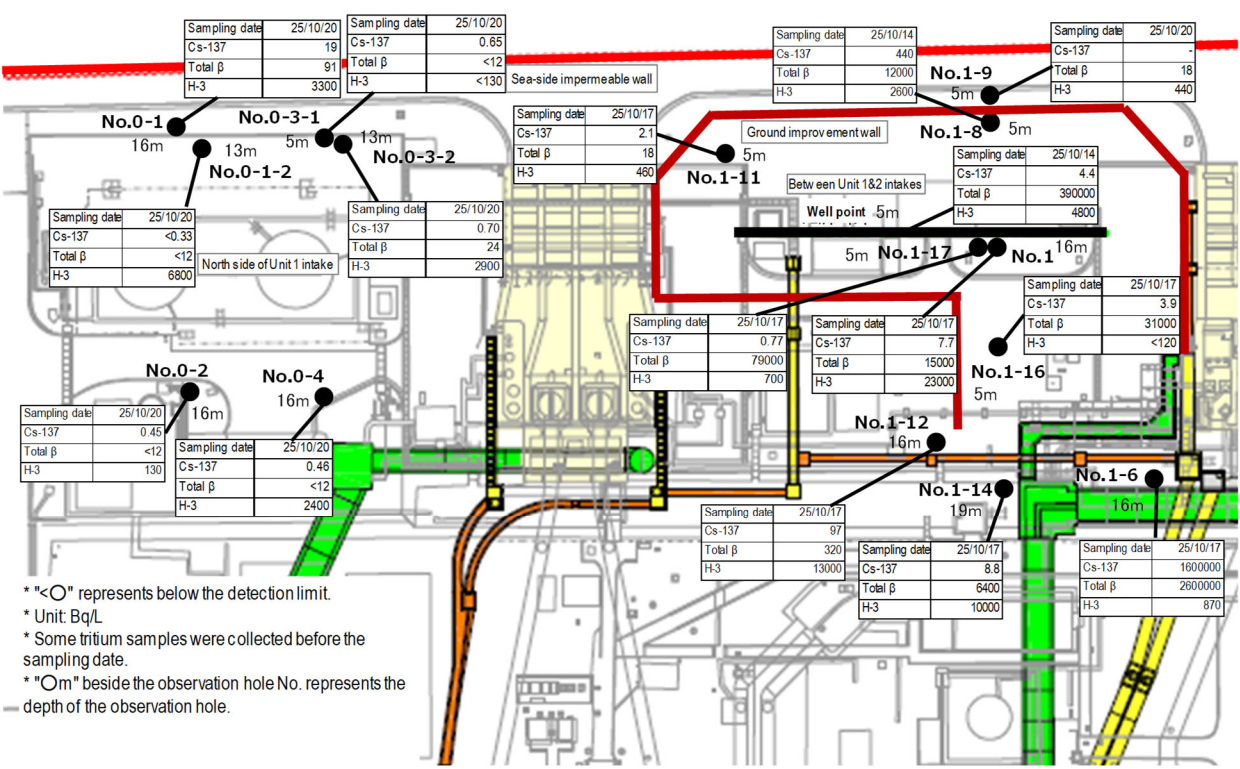 Sampling date 25/10/20
Cs-137 19
Total β 91
H-3 3300
Sampling date 25/10/20
Cs-137 0.65
Total β <12
H-3 <130
Sampling date 25/10/14
Cs-137 440
Total β 12000
H-3 2600
Sampling date 25/10/20
Cs-137 -
Total β 18
H-3 440
Sea-side impermeable wall
No.1-9
5m
No.0-1
16m
No.0-3-1
5m
13m
No.0-3-2
13m
No.0-1-2
Sampling date 25/10/17
Cs-137 2.1
Total β 18
H-3 460
5m
No.1-11
Ground improvement wall
No.1-8
5m
Between Unit 1&2 intakes
Sampling date 25/10/14
Cs-137 4.4
Total β 390000
H-3 4800
Well point
5m
Sampling date 25/10/20
Cs-137 <0.33
Total β <12
H-3 6800
North side of Unit 1 intake
Sampling date 25/10/20
Cs-137 0.70
Total β 24
H-3 2900
5m
No.1-17
No.1
16m
Sampling date 25/10/17
Cs-137 3.9
Total β 31000
H-3 <120
Sampling date 25/10/17
Cs-137 0.77
Total β 79000
H-3 700
Sampling date 25/10/17
Cs-137 7.7
Total β 15000
H-3 23000
No.1-16
5m
No.0-2
16m
No.0-4
16m
Sampling date 25/10/20
Cs-137 0.45
Total β <12
H-3 130
Sampling date 25/10/20
Cs-137 0.46
Total β <12
H-3 2400
No.1-12
16m
No.1-14
19m
No.1-6
16m
Sampling date 25/10/17
Cs-137 97
Total β 320
H-3 13000
Sampling date 25/10/17
Cs-137 8.8
Total β 6400
H-3 10000
Sampling date 25/10/17
Cs-137 1600000
Total β 2600000
H-3 870
* "<○" represents below the detection limit.
* Unit: Bq/L
* Some tritium samples were collected before the
sampling date.
* "○m" beside the observation hole No. represents the
depth of the observation hole.